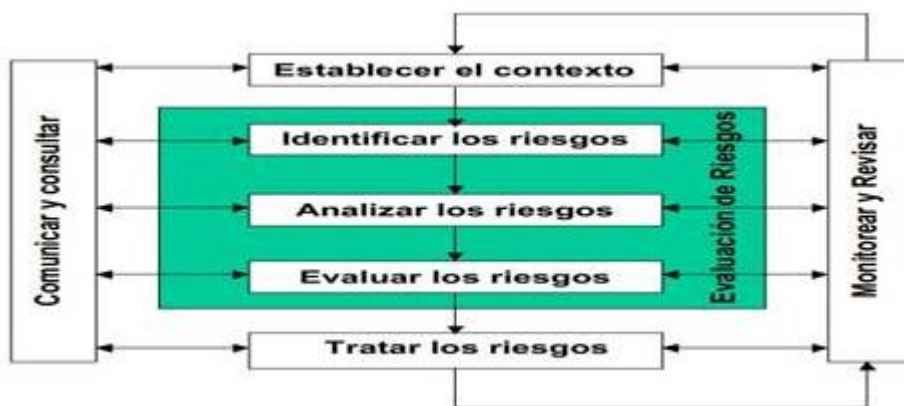 Establecer el contexto
Comunicar y consultar
Identificar los riesgos
Analizar los riesgos
Evaluar los riesgos
Evaluación de Riesgos
Monitorear y Revisar
Tratar los riesgos